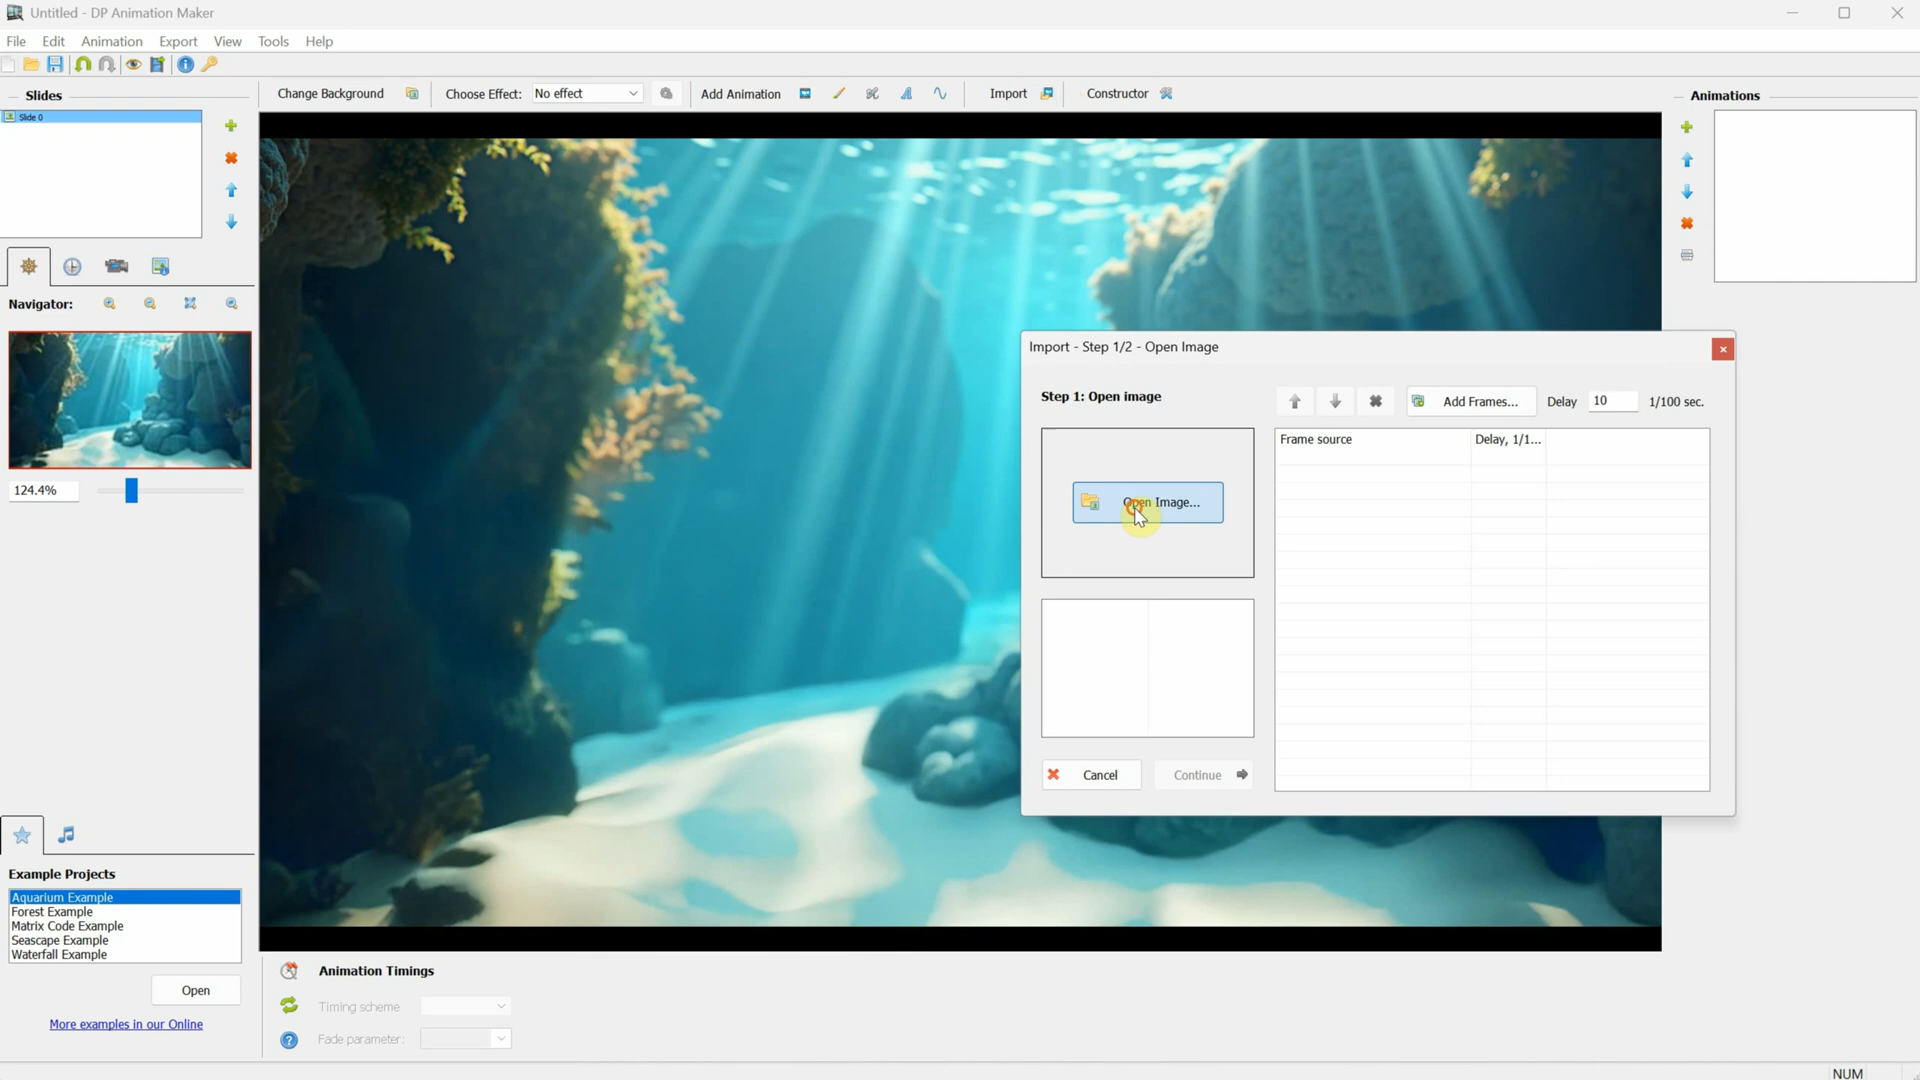 Untitled - DP Animation Maker
File Edit Animation Export View Tools Help
Slides
Change Background
Choose Effect: No effect
Add Animation
Import
Constructor
Animations
Slide 0
Navigator:
124.4%
Import - Step 1/2 - Open Image
Step 1: Open image
Add Frames...
Delay 10 1/100 sec.
Frame source
Delay, 1/1...
Open Image...
Cancel
Continue
Example Projects
Aquarium Example
Forest Example
Matrix Code Example
Seascape Example
Waterfall Example
Open
More examples in our Online
Animation Timings
Timing scheme
Fade parameter:
NUM